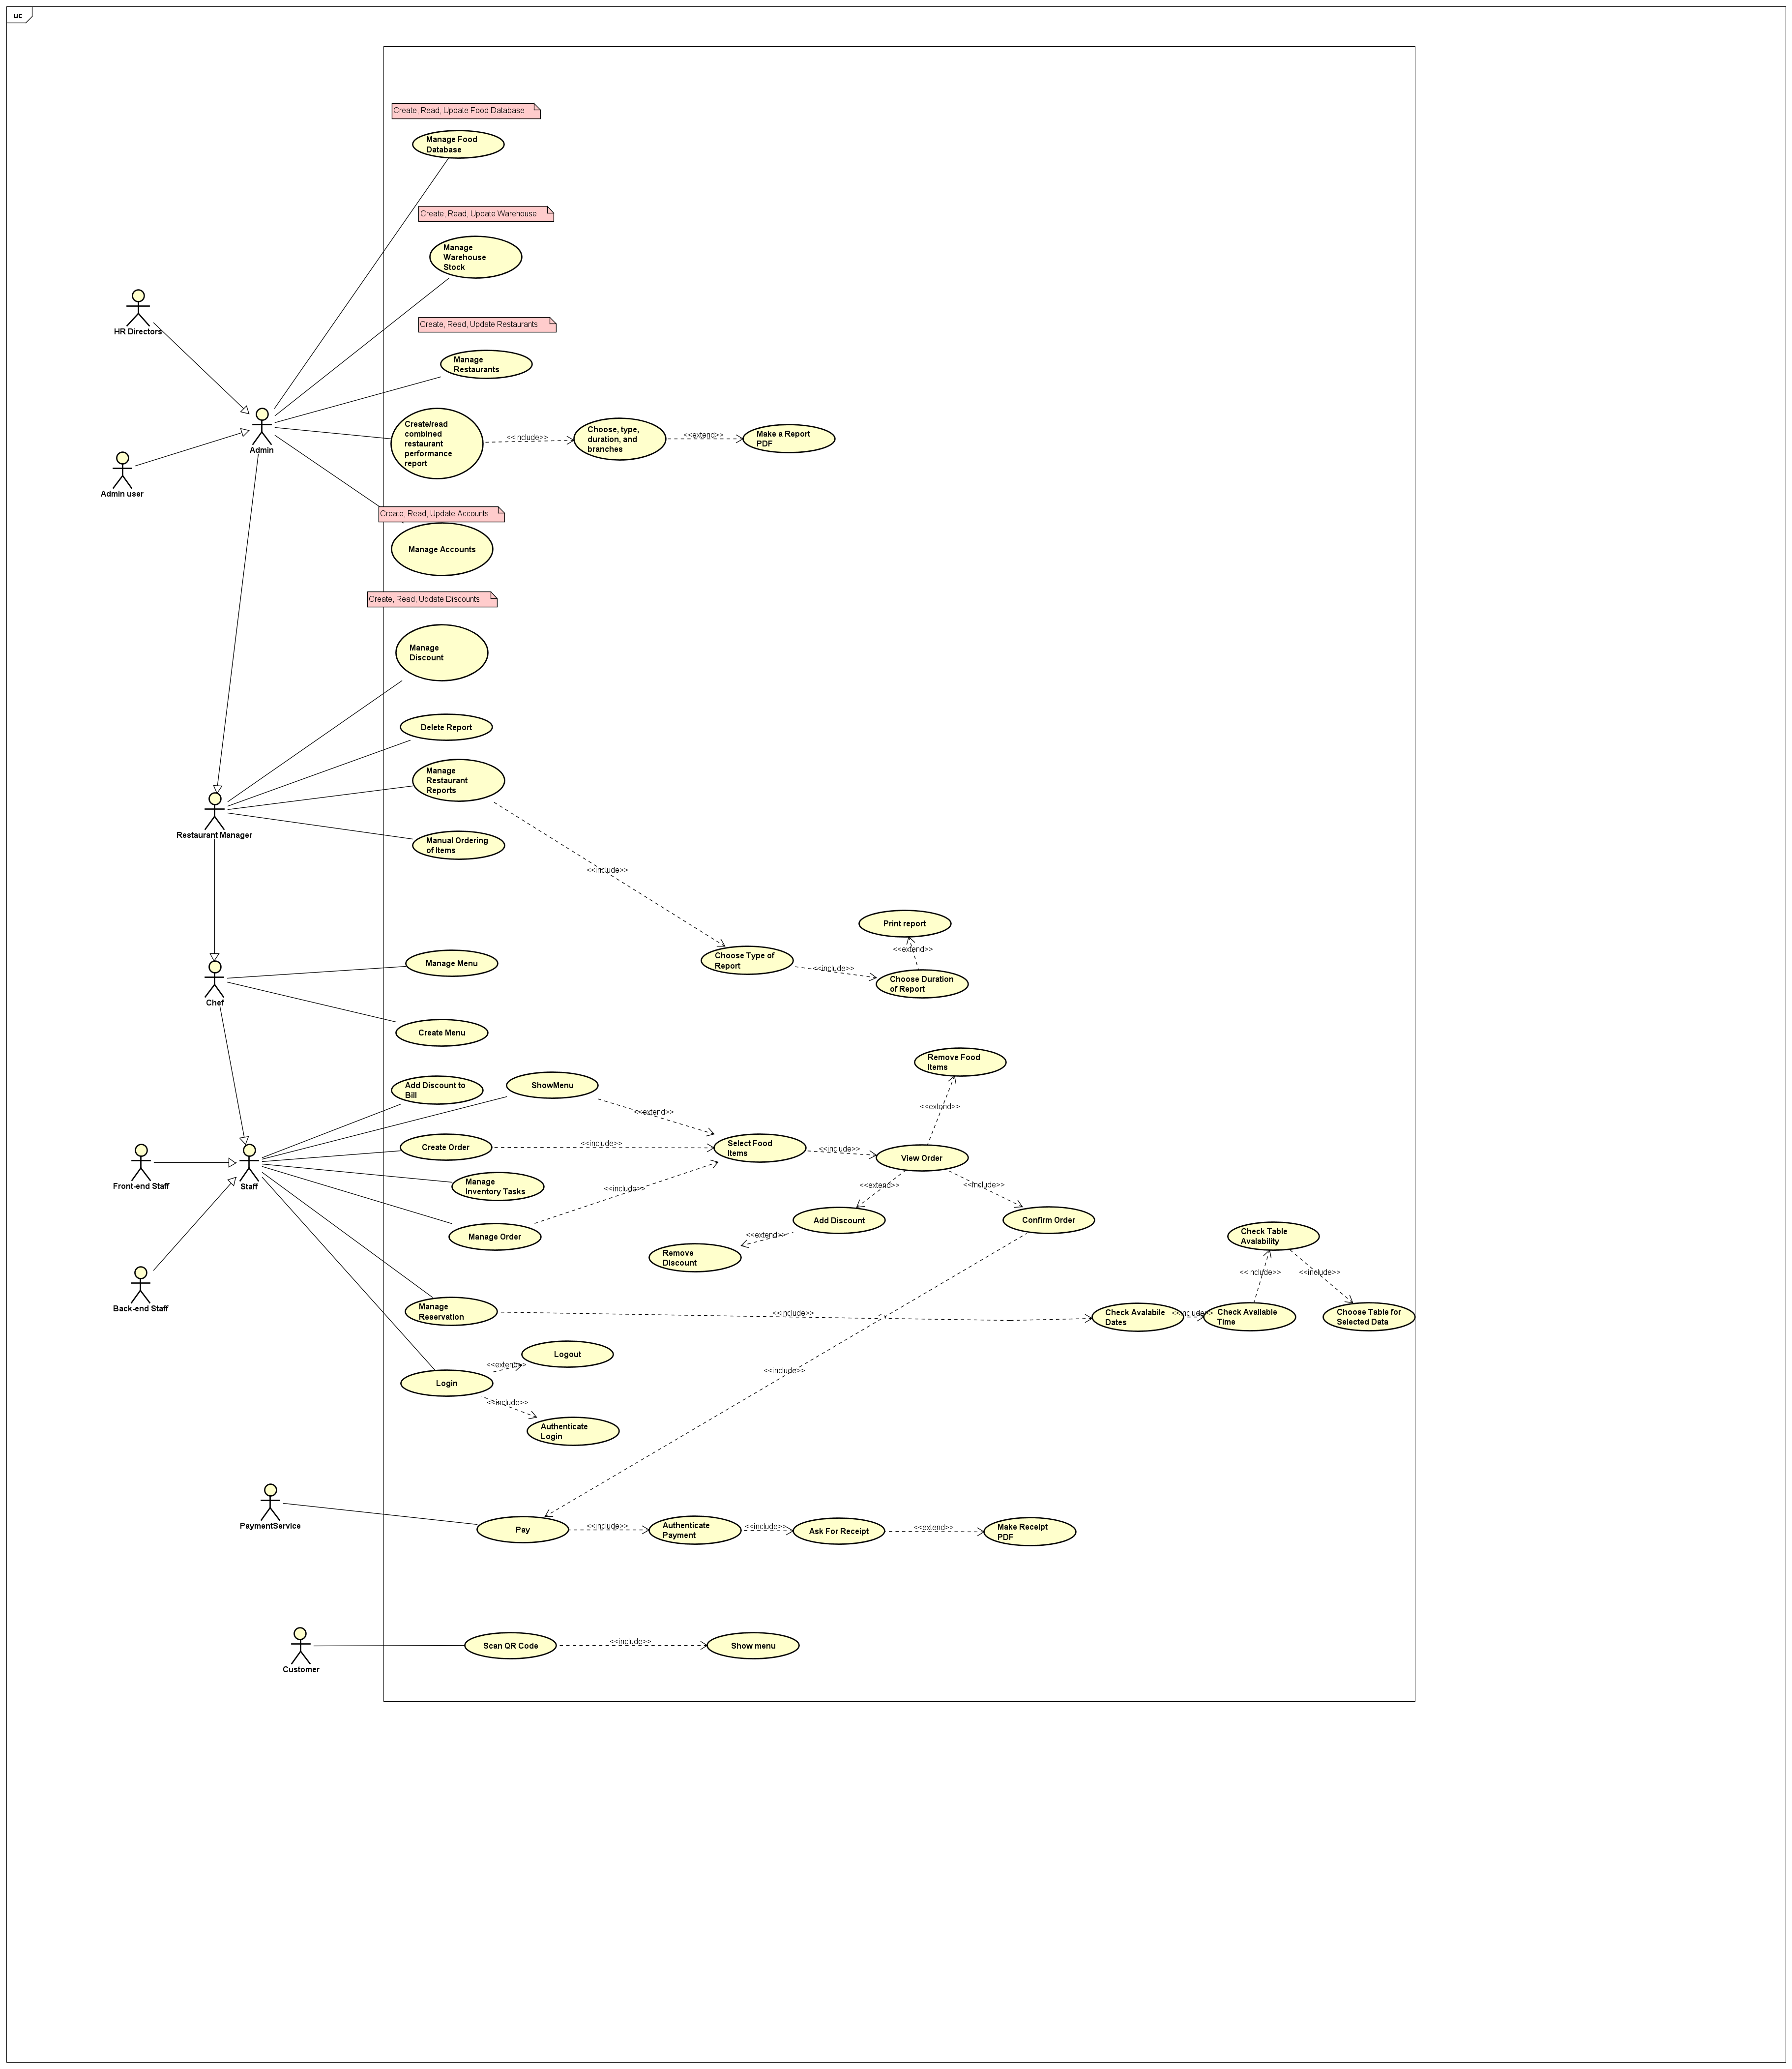 uc
Create, Read, Update Food Database
Manage Food
Database
Create, Read, Update Warehouse
Manage
Warehouse
Stock
HR Directors
Create, Read, Update Restaurants
Manage
Restaurants
Admin
Admin user
Create/read
combined
restaurant
performance
report
<<include>>
Choose, type,
duration, and
branches
<<extend>>
Make a Report
PDF
Create, Read, Update Accounts
Manage Accounts
Create, Read, Update Discounts
Manage
Discount
Delete Report
Manage
Restaurant
Reports
Restaurant Manager
Manual Ordering
of Items
<<include>>
Print report
<<extend>>
Choose Type of
Report
<<include>>
Choose Duration
of Report
Chef
Manage Menu
Create Menu
Remove Food
Items
<<extend>>
Add Discount to
Bill
ShowMenu
<<extend>>
Create Order
<<include>>
Select Food
Items
<<include>>
View Order
Front-end Staff
Staff
Manage
Inventory Tasks
<<include>>
<<extend>>
<<include>>
Manage Order
Add Discount
Confirm Order
<<extend>>
Remove
Discount
Check Table
Avalability
<<include>>
<<include>>
Back-end Staff
Manage
Reservation
<<include>>
Check Avalabile
Dates
<<include>>
Check Available
Time
Choose Table for
Selected Data
Logout
<<extend>>
Login
<<include>>
Authenticate
Login
<<include>>
PaymentService
Pay
<<include>>
Authenticate
Payment
<<include>>
Ask For Receipt
<<extend>>
Make Receipt
PDF
Customer
Scan QR Code
<<include>>
Show menu